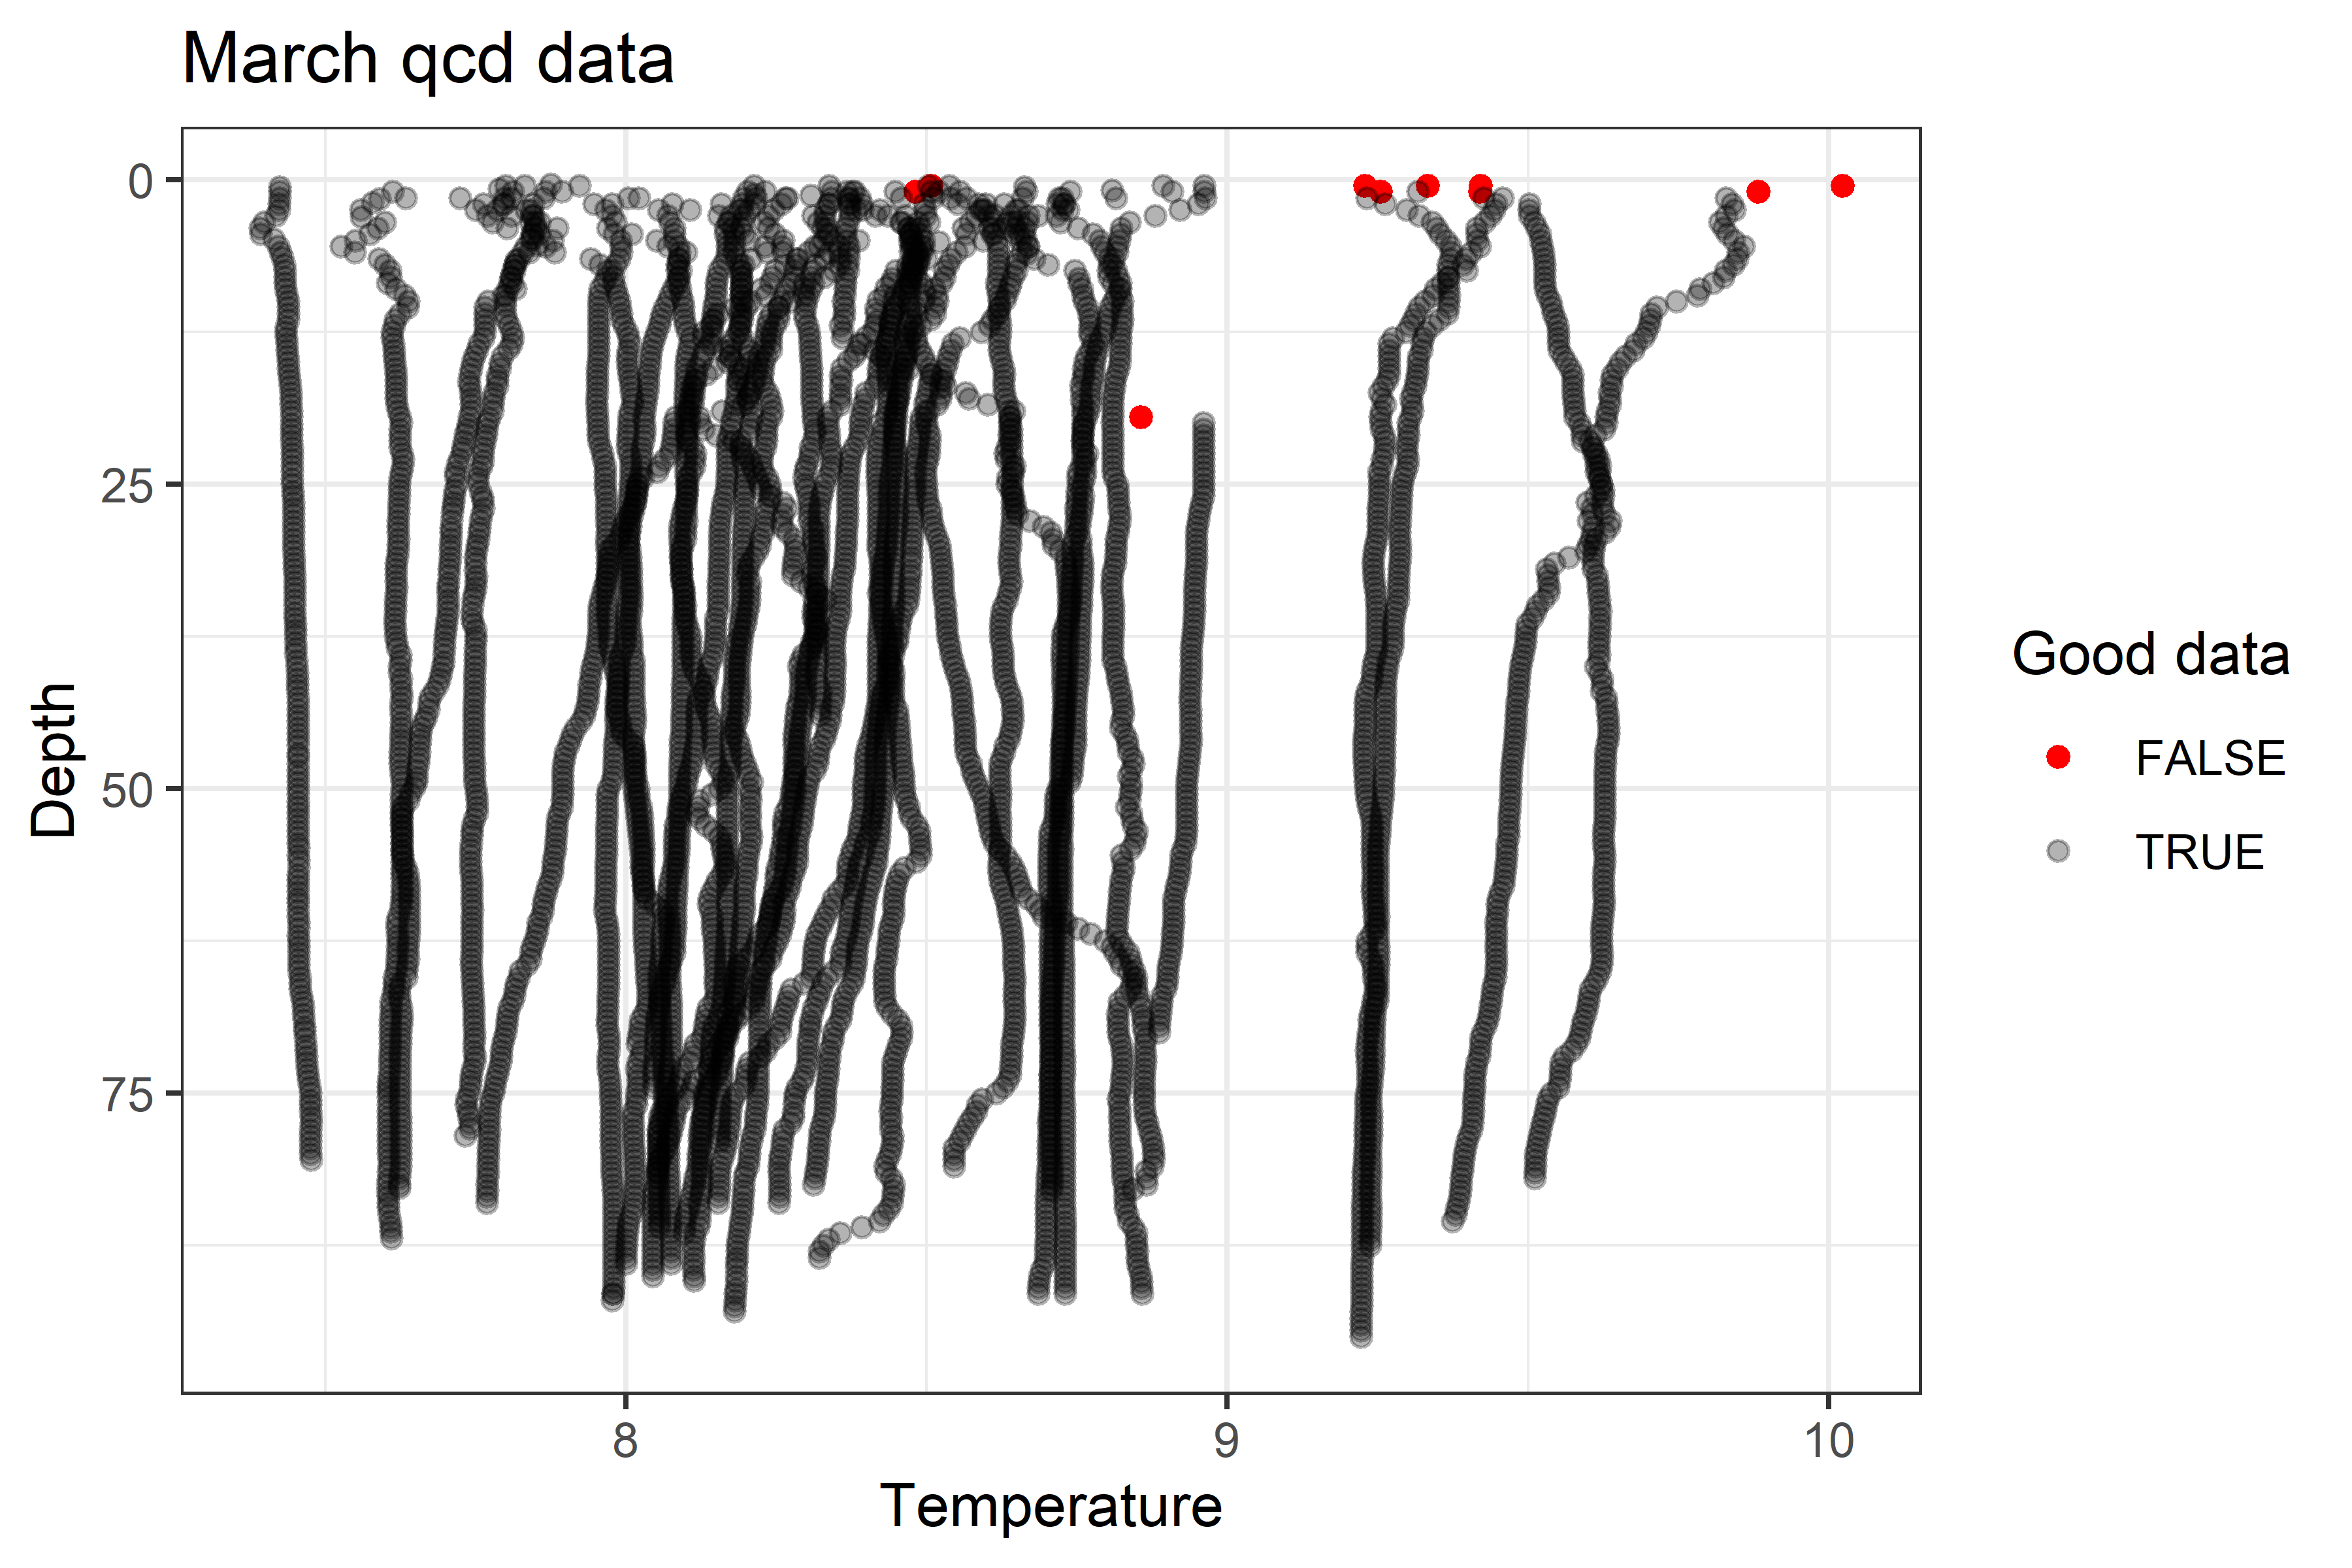 March qcd data
0
25
50
75
Depth
8
9
10
Temperature
Good data
FALSE
TRUE